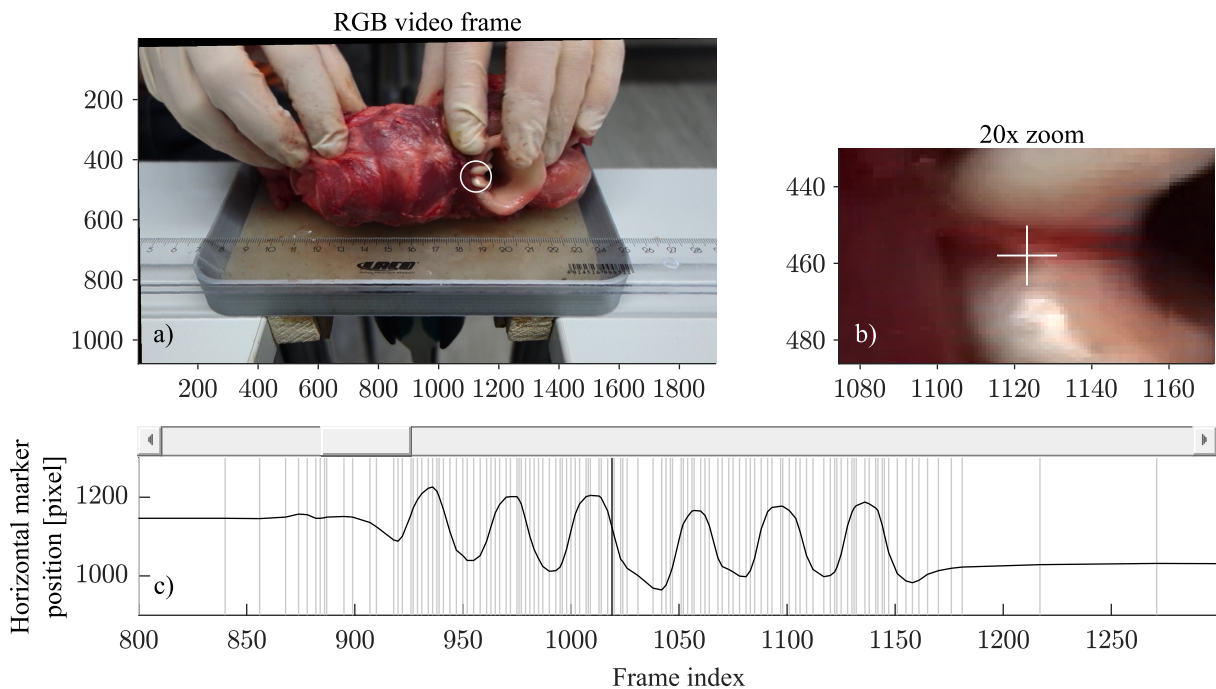 RGB video frame
200
400
600
800
1000
a)
200 400 600 800 1000 1200 1400 1600 1800
20x zoom
440
460
480
b)
1080 1100 1120 1140 1160
Horizontal marker
position [pixel]
1200
1000
c)
800 850 900 950 1000 1050 1100 1150 1200 1250
Frame index